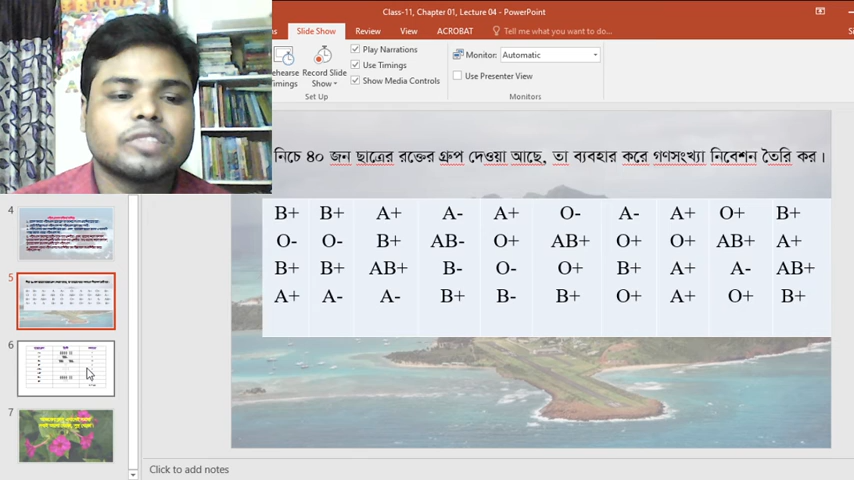 Class-11, Chapter 01, Lecture 04 - PowerPoint
Slide Show Review View ACROBAT Tell me what you want to do...
Record Slide Show
Play Narrations
Use Timings
Show Media Controls
Set Up
Monitor: Automatic
Use Presenter View
Monitors
নিচে ৪০ জন ছাত্রের রক্তের গ্রুপ দেওয়া আছে, তা ব্যবহার করে গণসংখ্যা নিবেশন তৈরি কর।
B+ B+ A+ A- A+ O- A- A+ O+ B+
O- O- B+ AB- O+ AB+ O+ O+ AB+ A+
B+ B+ AB+ B- O- O+ B+ A+ A- AB+
A+ A- A- B+ B- B+ O+ A+ O+ B+
4
5
6
7
Click to add notes